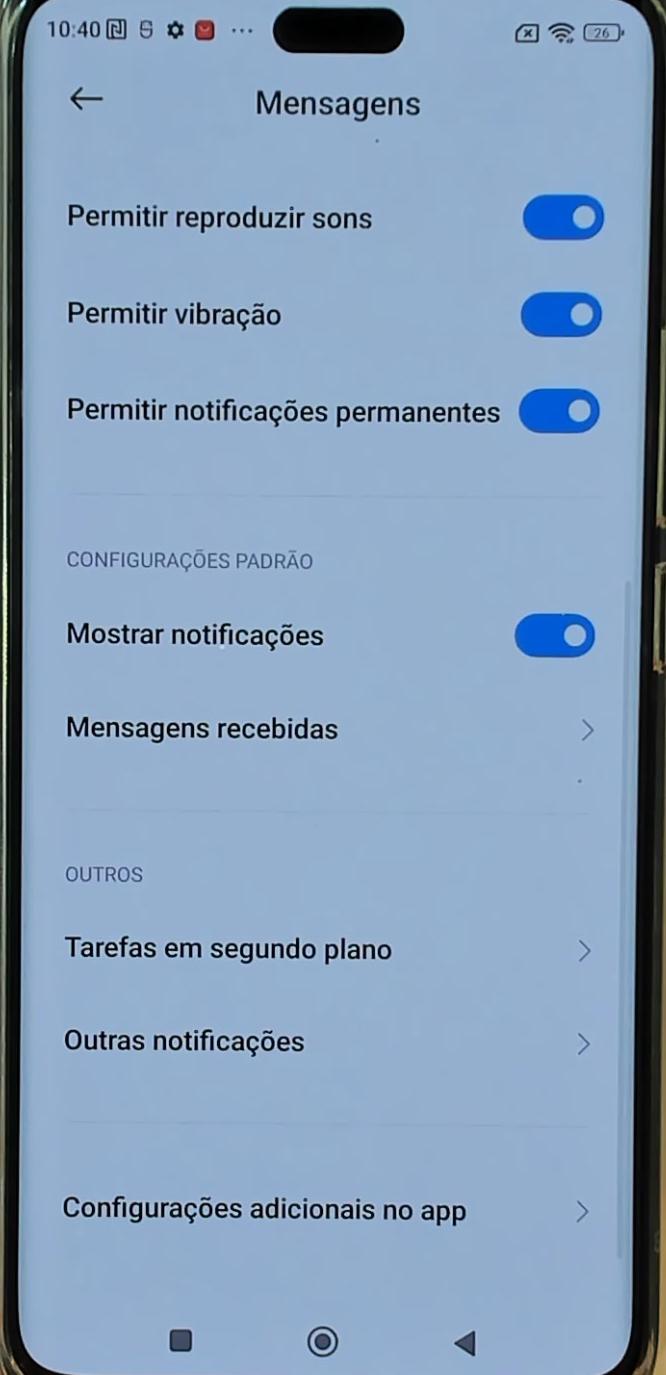 10:40
26
Mensagens
Permitir reproduzir sons
Permitir vibração
Permitir notificações permanentes
CONFIGURAÇÕES PADRÃO
Mostrar notificações
Mensagens recebidas
OUTROS
Tarefas em segundo plano
Outras notificações
Configurações adicionais no app